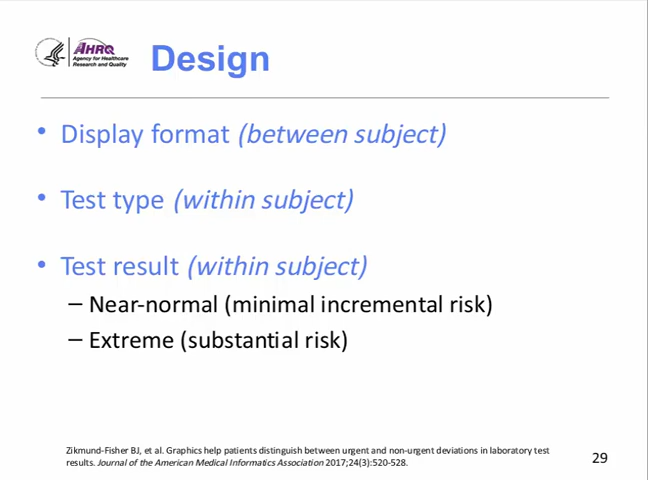 AHRQ
Agency for Healthcare
Research and Quality
Design
• Display format (between subject)
• Test type (within subject)
• Test result (within subject)
– Near-normal (minimal incremental risk)
– Extreme (substantial risk)
Zikmund-Fisher BJ, et al. Graphics help patients distinguish between urgent and non-urgent deviations in laboratory test
results. Journal of the American Medical Informatics Association 2017;24(3):520-528.
29